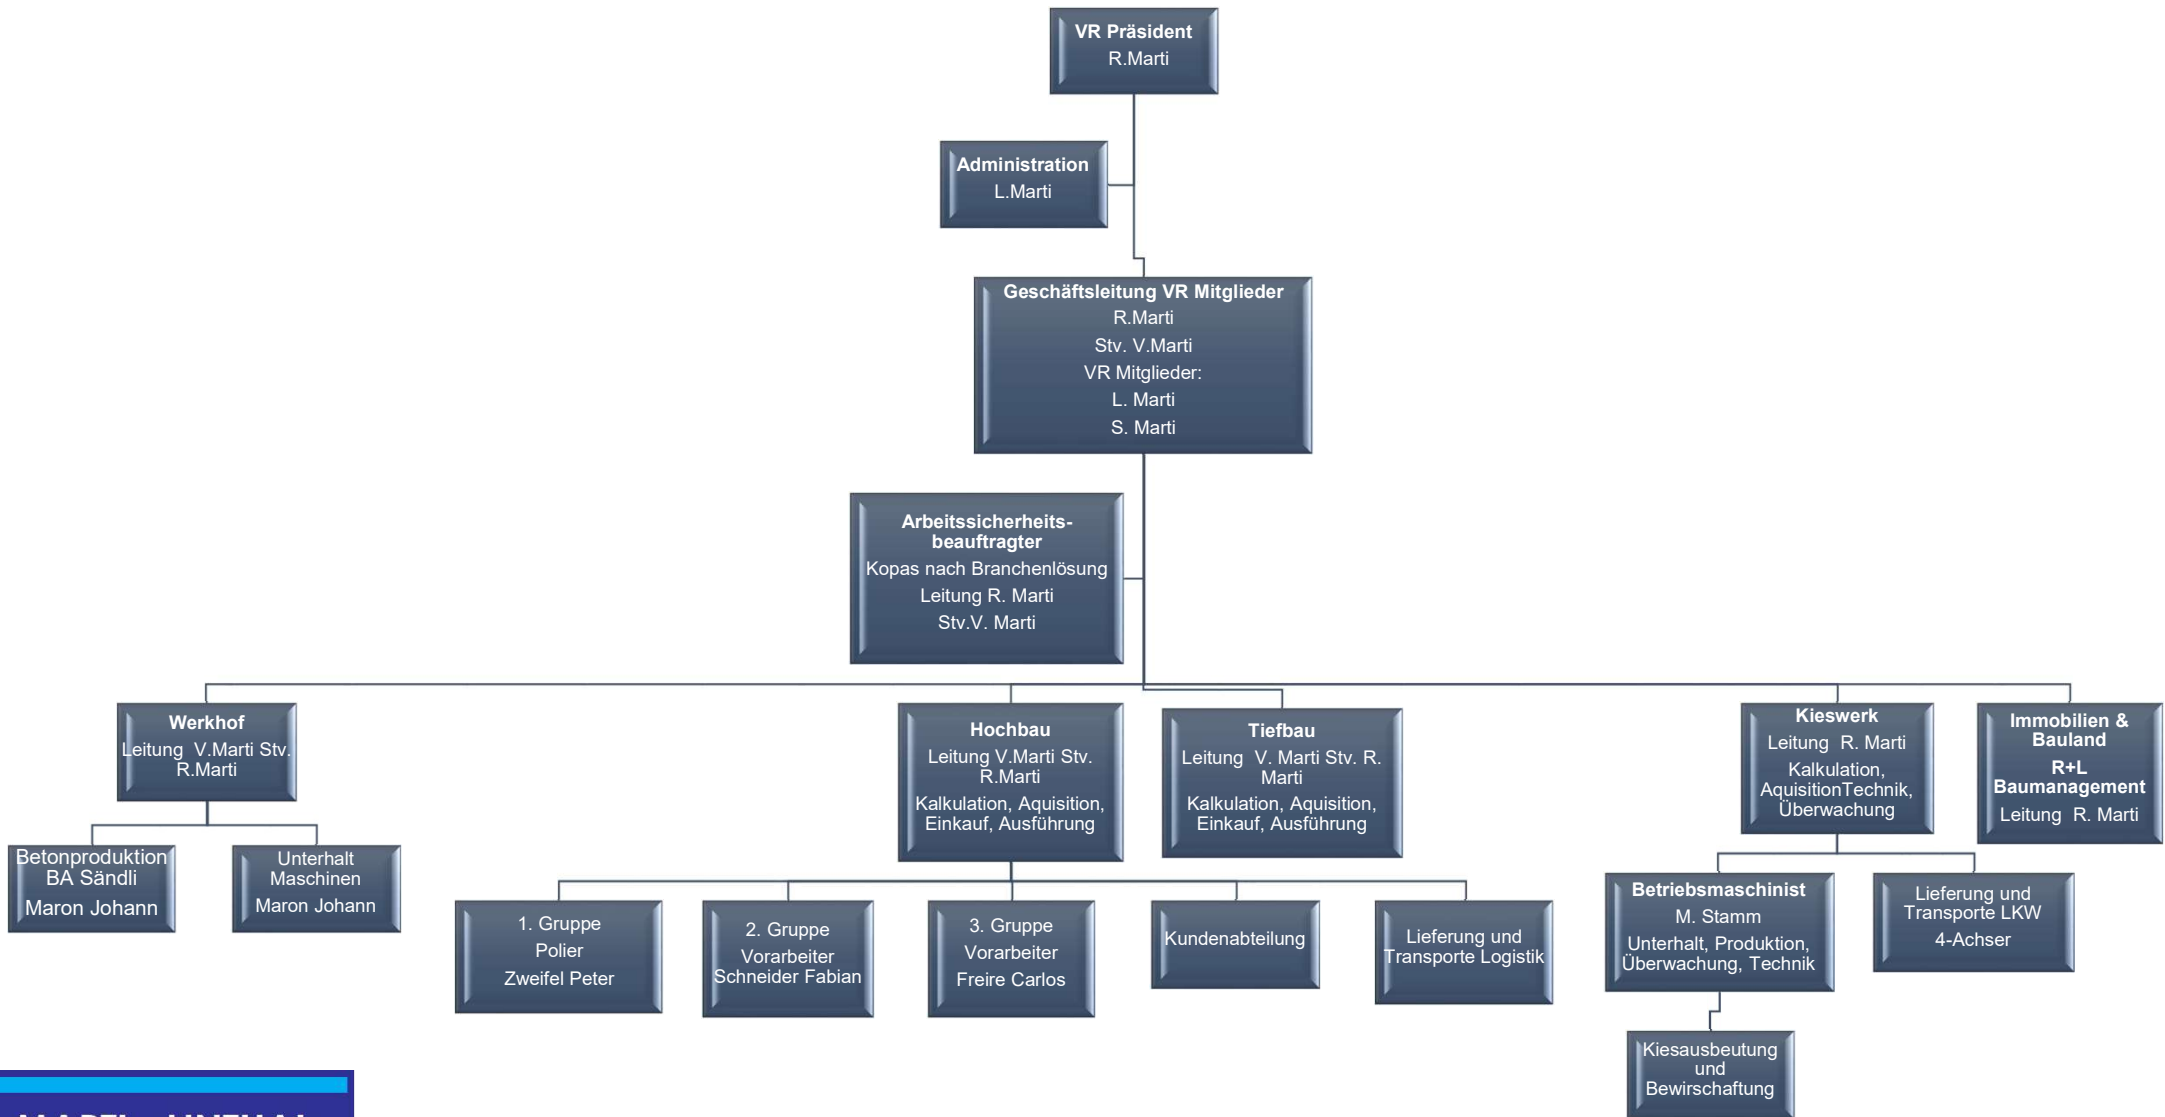 VR Präsident
R.Marti
Administration
L.Marti
Geschäftsleitung VR Mitglieder
R.Marti
Stv. V.Marti
VR Mitglieder:
L. Marti
S. Marti
Arbeitssicherheits-
beauftragter
Kopas nach Branchenlösung
Leitung R. Marti
Stv.V. Marti
Werkhof
Leitung  V.Marti Stv.
R.Marti
Hochbau
Leitung V.Marti Stv.
R.Marti
Kalkulation, Aquisition,
Einkauf, Ausführung
Tiefbau
Leitung  V. Marti Stv. R.
Marti
Kalkulation, Aquisition,
Einkauf, Ausführung
Kieswerk
Leitung  R. Marti
Kalkulation,
AquisitionTechnik,
Überwachung
Immobilien &
Bauland
R+L
Baumanagement
Leitung  R. Marti
Betonproduktion
BA Sändli
Maron Johann
Unterhalt
Maschinen
Maron Johann
1. Gruppe
Polier
Zweifel Peter
2. Gruppe
Vorarbeiter
Schneider Fabian
3. Gruppe
Vorarbeiter
Freire Carlos
Kundenabteilung
Lieferung und
Transporte Logistik
Betriebsmaschinist
M. Stamm
Unterhalt, Produktion,
Überwachung, Technik
Lieferung und
Transporte LKW
4-Achser
Kiesausbeutung
und
Bewirschaftung